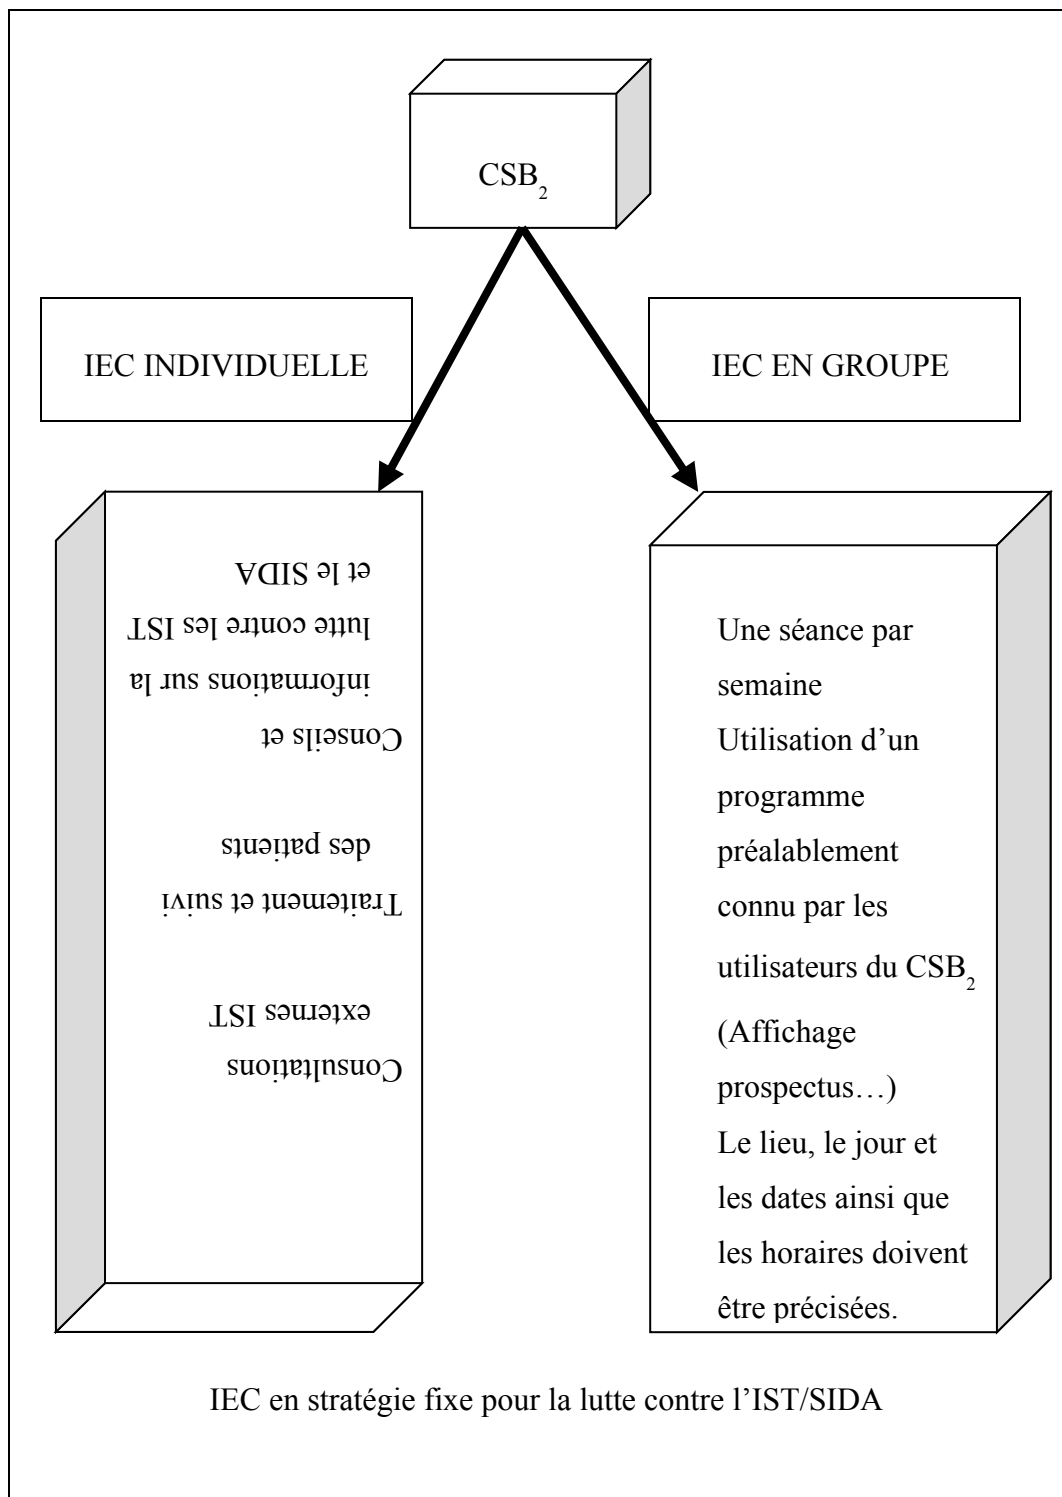 CSB₂
IEC INDIVIDUELLE
IEC EN GROUPE
Consultations
externes IST
Traitement et suivi
des patients
Conseils et
informations sur la
lutte contre les IST
et le SIDA
Une séance par
semaine
Utilisation d’un
programme
préalablement
connu par les
utilisateurs du CSB₂
(Affichage
prospectus…)
Le lieu, le jour et
les dates ainsi que
les horaires doivent
être précisées.
IEC en stratégie fixe pour la lutte contre l’IST/SIDA